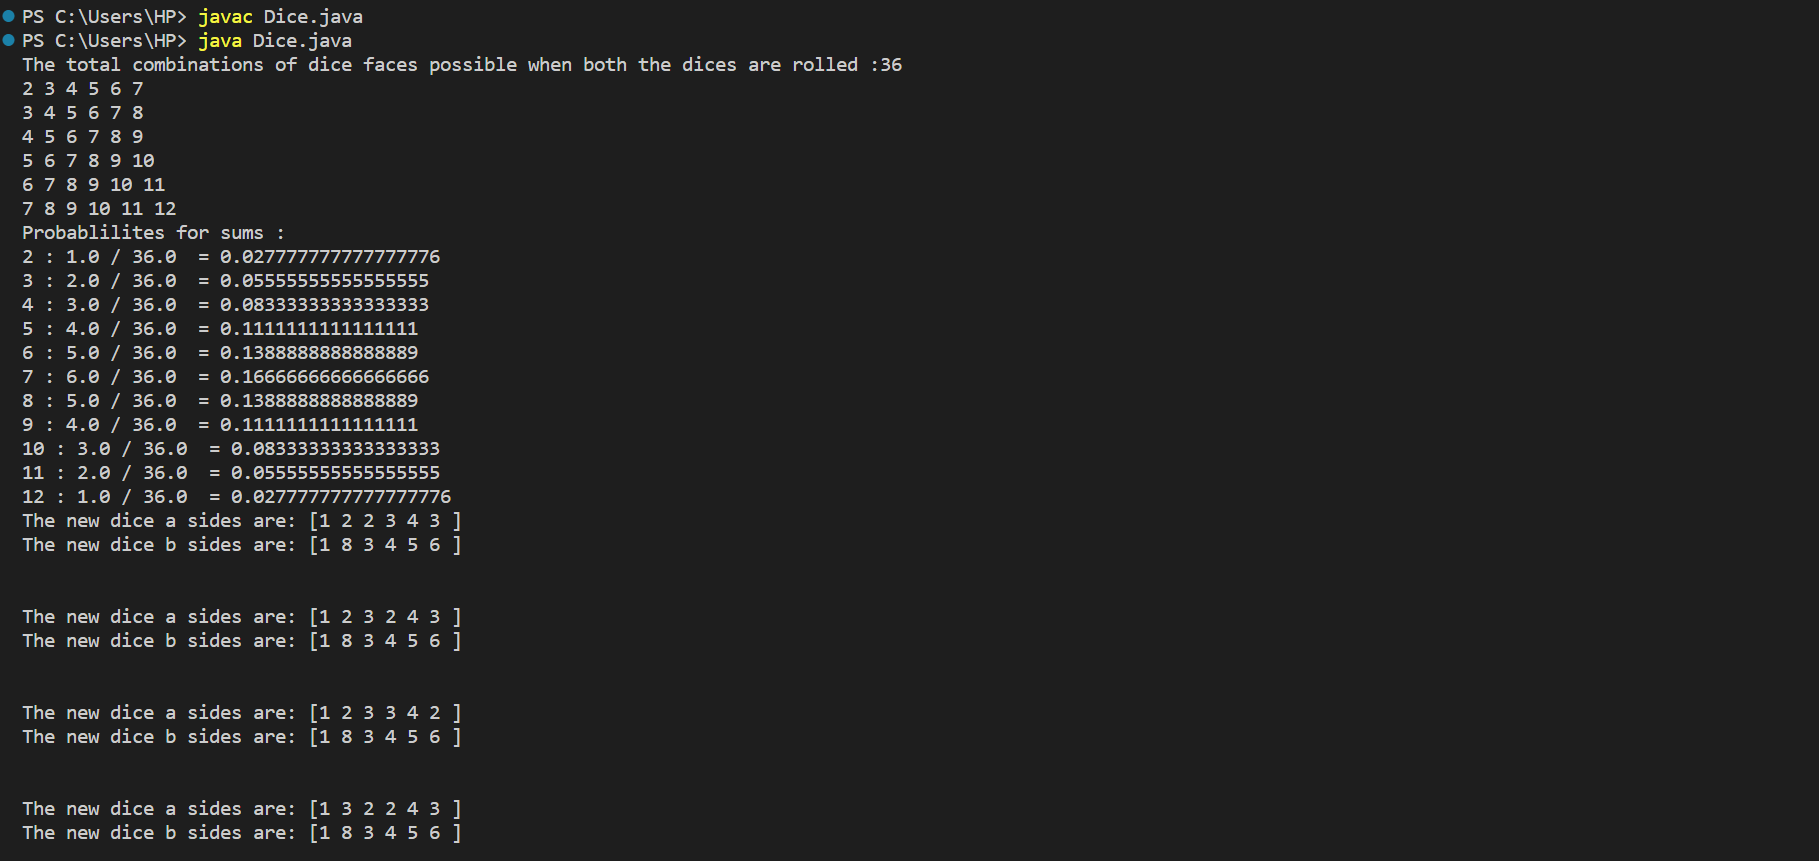 PS C:\Users\HP> javac Dice.java
PS C:\Users\HP> java Dice.java
The total combinations of dice faces possible when both the dices are rolled :36
2 3 4 5 6 7
3 4 5 6 7 8
4 5 6 7 8 9
5 6 7 8 9 10
6 7 8 9 10 11
7 8 9 10 11 12
Probablilites for sums :
2 : 1.0 / 36.0  = 0.027777777777777776
3 : 2.0 / 36.0  = 0.05555555555555555
4 : 3.0 / 36.0  = 0.08333333333333333
5 : 4.0 / 36.0  = 0.1111111111111111
6 : 5.0 / 36.0  = 0.1388888888888889
7 : 6.0 / 36.0  = 0.16666666666666666
8 : 5.0 / 36.0  = 0.1388888888888889
9 : 4.0 / 36.0  = 0.1111111111111111
10 : 3.0 / 36.0  = 0.08333333333333333
11 : 2.0 / 36.0  = 0.05555555555555555
12 : 1.0 / 36.0  = 0.027777777777777776
The new dice a sides are: [1 2 2 3 4 3 ]
The new dice b sides are: [1 8 3 4 5 6 ]
The new dice a sides are: [1 2 3 2 4 3 ]
The new dice b sides are: [1 8 3 4 5 6 ]
The new dice a sides are: [1 2 3 3 4 2 ]
The new dice b sides are: [1 8 3 4 5 6 ]
The new dice a sides are: [1 3 2 2 4 3 ]
The new dice b sides are: [1 8 3 4 5 6 ]